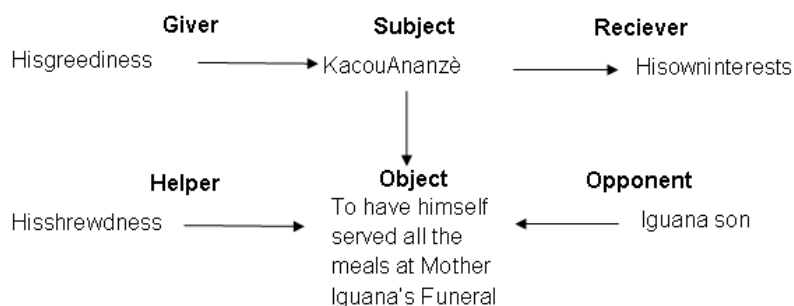 Giver Subject Reciever
Hisgreediness KacouAnanzè Hisowninterests
Helper Object Opponent
Hisshrewdness To have himself Iguana son
served all the
meals at Mother
Iguana's Funeral